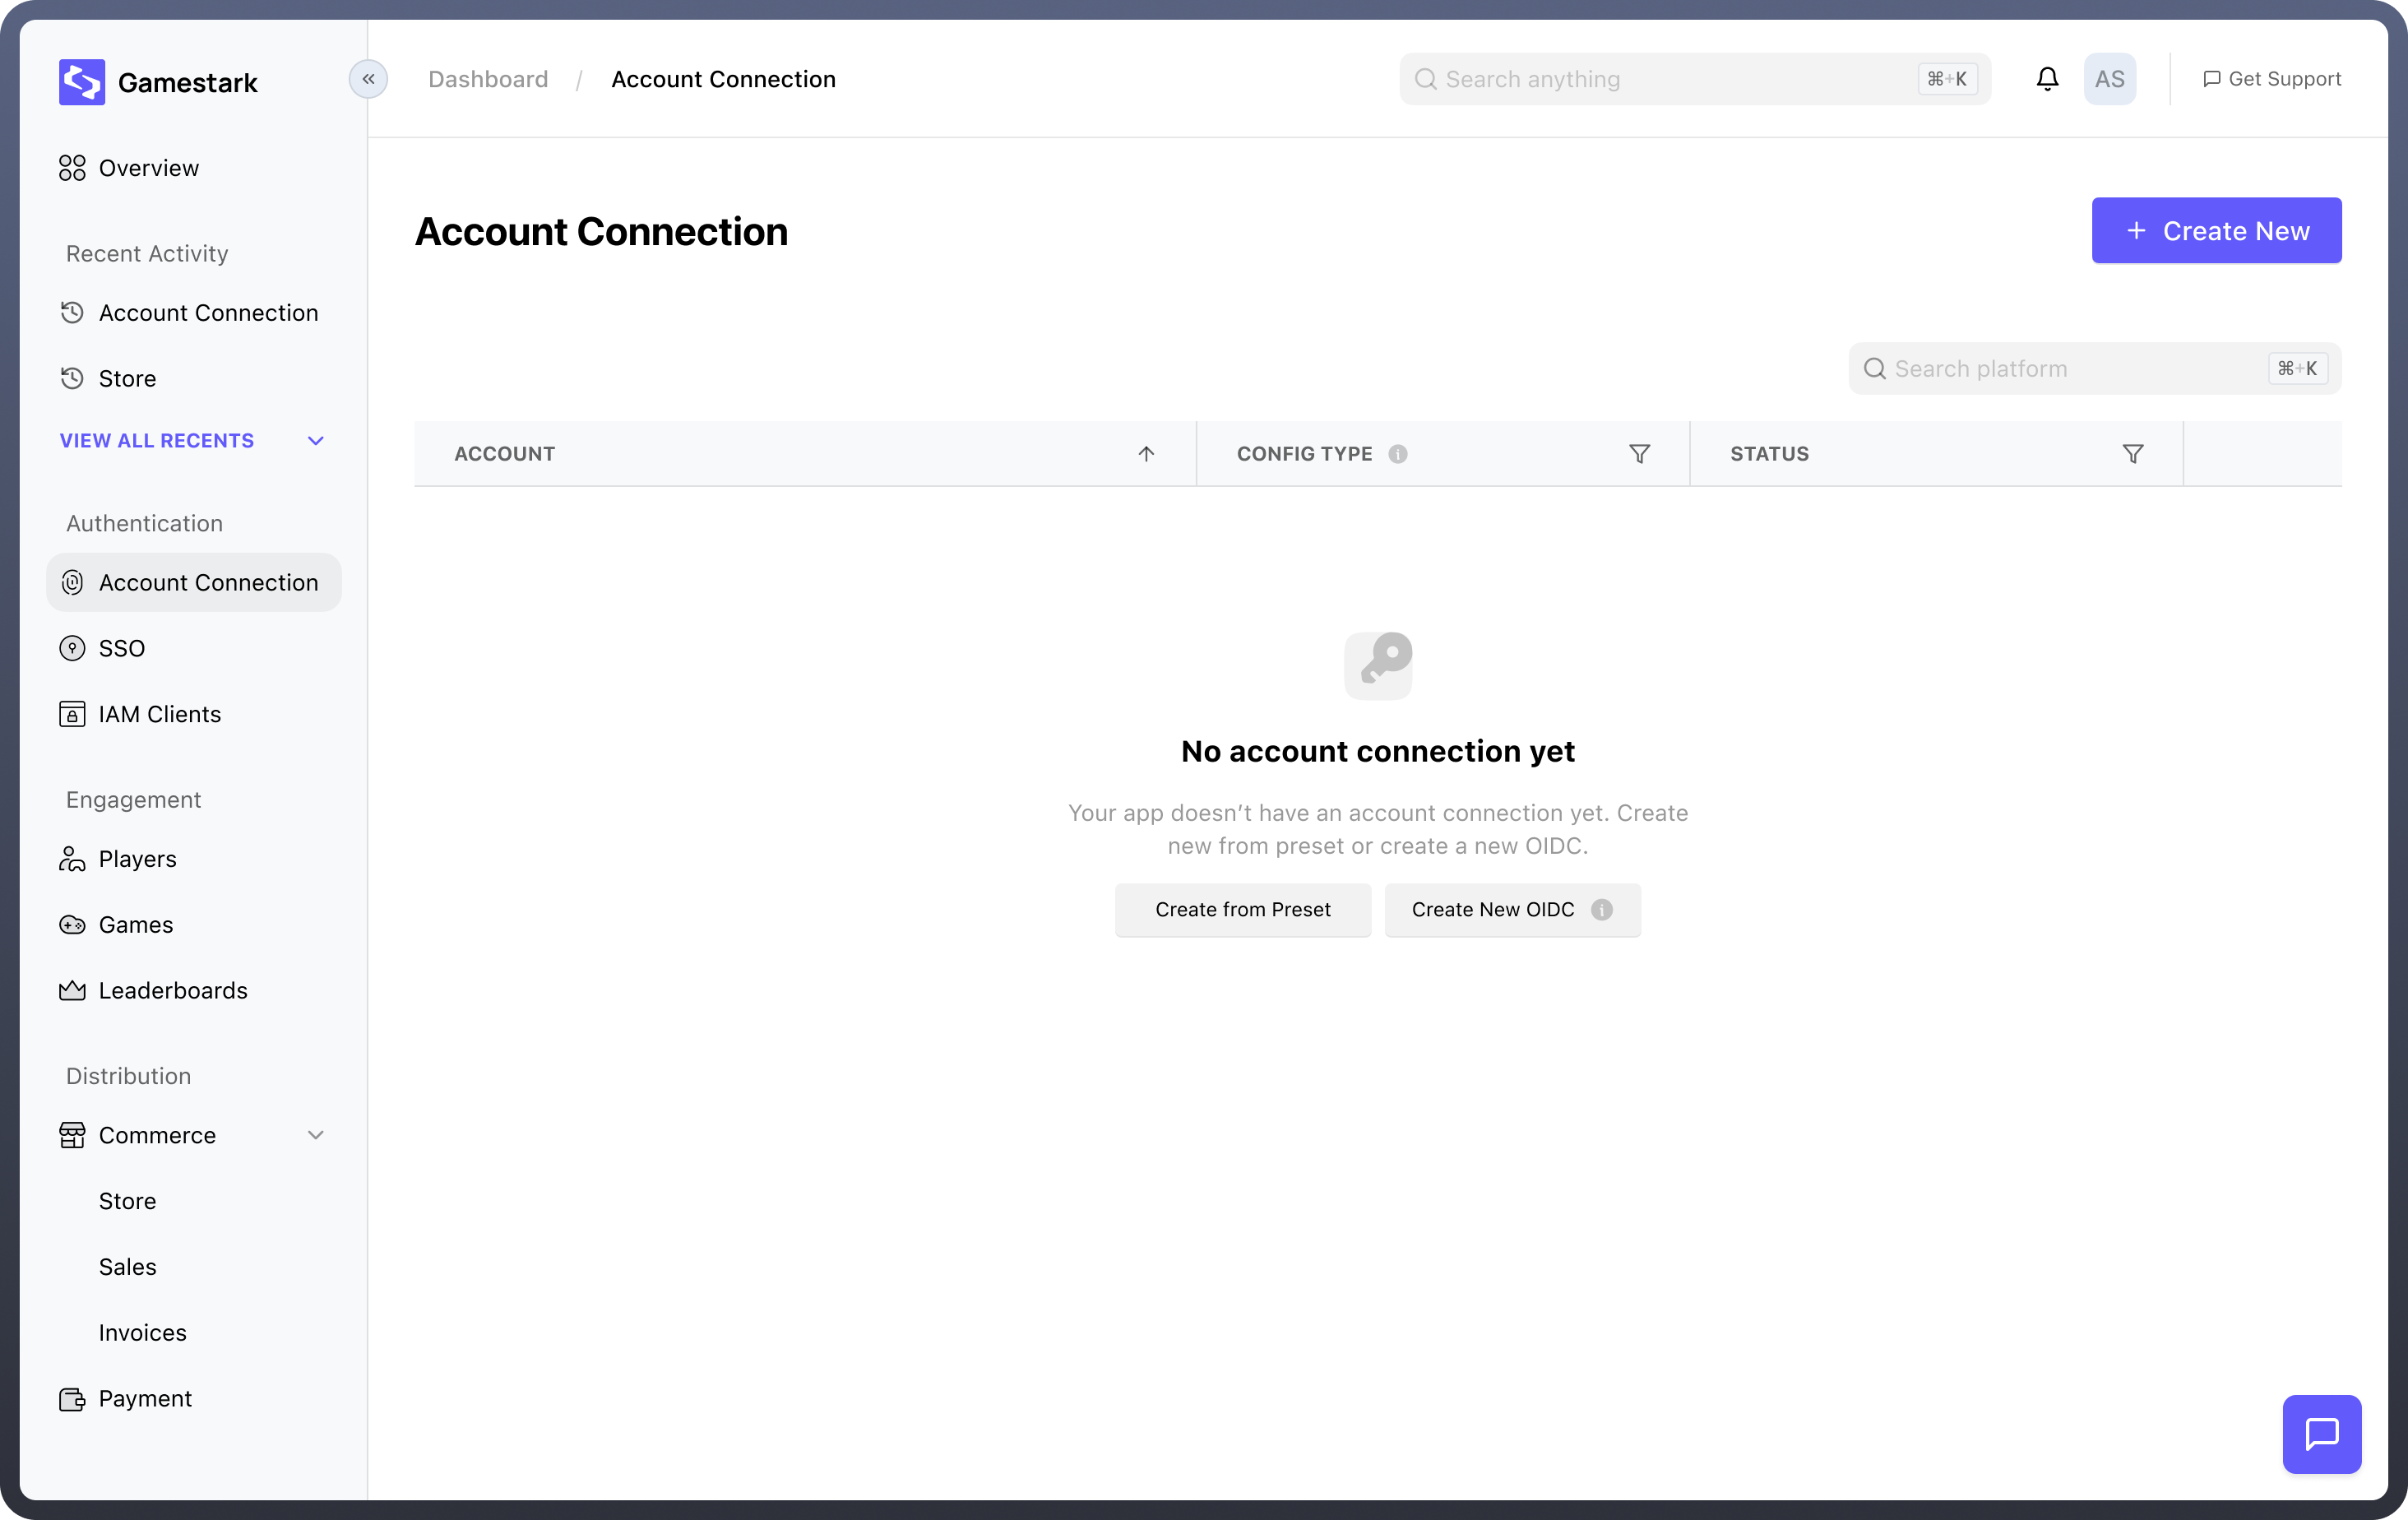 Gamestark
Overview
Recent Activity
Account Connection
Store
VIEW ALL RECENTS
Authentication
Account Connection
SSO
IAM Clients
Engagement
Players
Games
Leaderboards
Distribution
Commerce
Store
Sales
Invoices
Payment
Dashboard / Account Connection
Search anything ⌘+K
AS
Get Support
Account Connection
+ Create New
Search platform ⌘+K
ACCOUNT CONFIG TYPE STATUS
No account connection yet
Your app doesn’t have an account connection yet. Create
new from preset or create a new OIDC.
Create from Preset
Create New OIDC